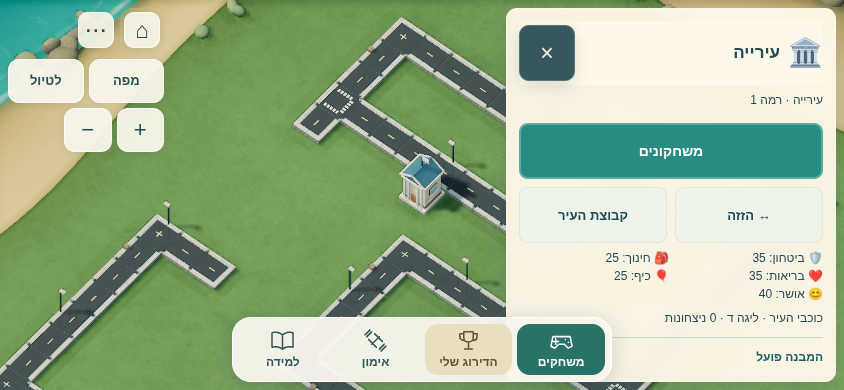 עירייה
עירייה · רמה 1
משחקונים
↔ הזזה
קבוצת העיר
ביטחון: 35
חינוך: 25
בריאות: 35
כיף: 25
אושר: 40
כוכבי העיר · ליגה ד · 0 ניצחונות
המבנה פועל
מפה
לטיול
משחקים
הדירוג שלי
אימון
למידה